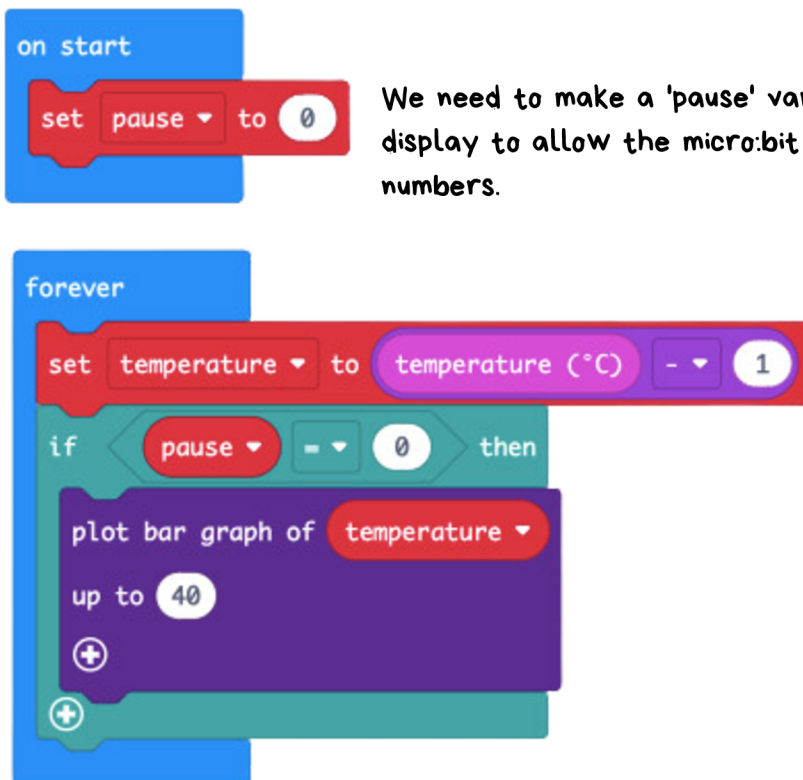 on start
set pause to 0
We need to make a 'pause'
display to allow the micro:bit
numbers.
forever
set temperature to temperature (°C) - 1
if pause = 0 then
plot bar graph of temperature
up to 40